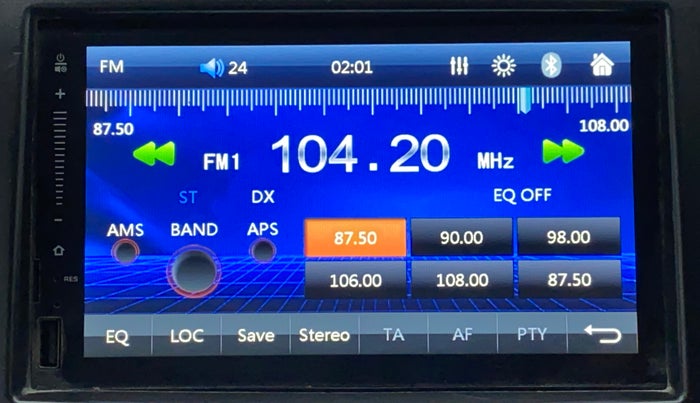 FM 24 02:01
87.50 108.00
FM1 104.20 MHz
ST DX EQ OFF
AMS BAND APS
87.50 90.00 98.00
106.00 108.00 87.50
RES
EQ LOC Save Stereo TA AF PTY